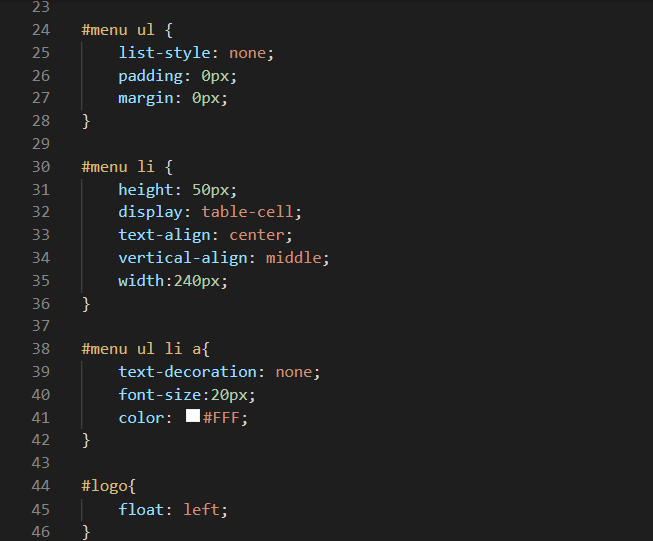 23
24 #menu ul {
25 list-style: none;
26 padding: 0px;
27 margin: 0px;
28 }
29
30 #menu li {
31 height: 50px;
32 display: table-cell;
33 text-align: center;
34 vertical-align: middle;
35 width:240px;
36 }
37
38 #menu ul li a{
39 text-decoration: none;
40 font-size:20px;
41 color: #FFF;
42 }
43
44 #logo{
45 float: left;
46 }